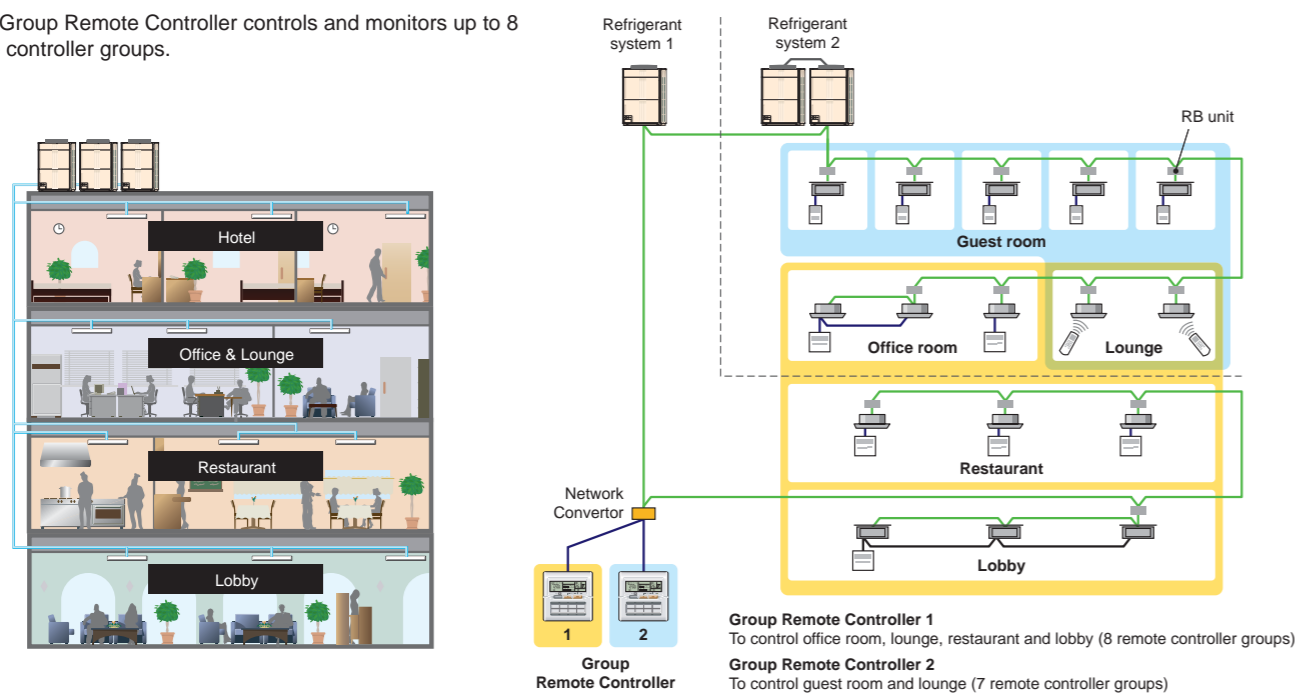 Group Remote Controller controls and monitors up to 8
controller groups.
Hotel
Office & Lounge
Restaurant
Lobby
Refrigerant
system 1
Refrigerant
system 2
RB unit
Guest room
Office room
Lounge
Restaurant
Lobby
Network
Convertor
1
2
Group
Remote Controller
Group Remote Controller 1
To control office room, lounge, restaurant and lobby (8 remote controller groups)
Group Remote Controller 2
To control guest room and lounge (7 remote controller groups)